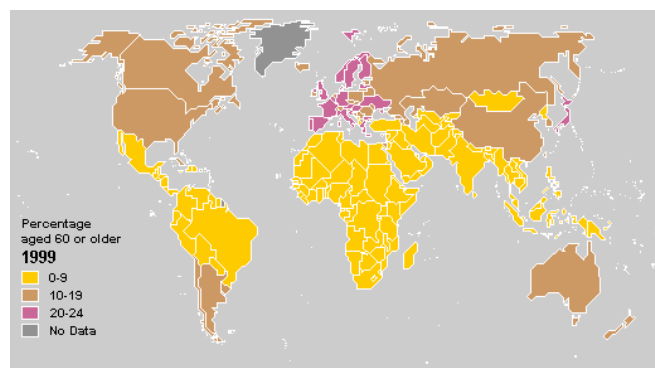 Percentage
aged 60 or older
1999
0-9
10-19
20-24
No Data